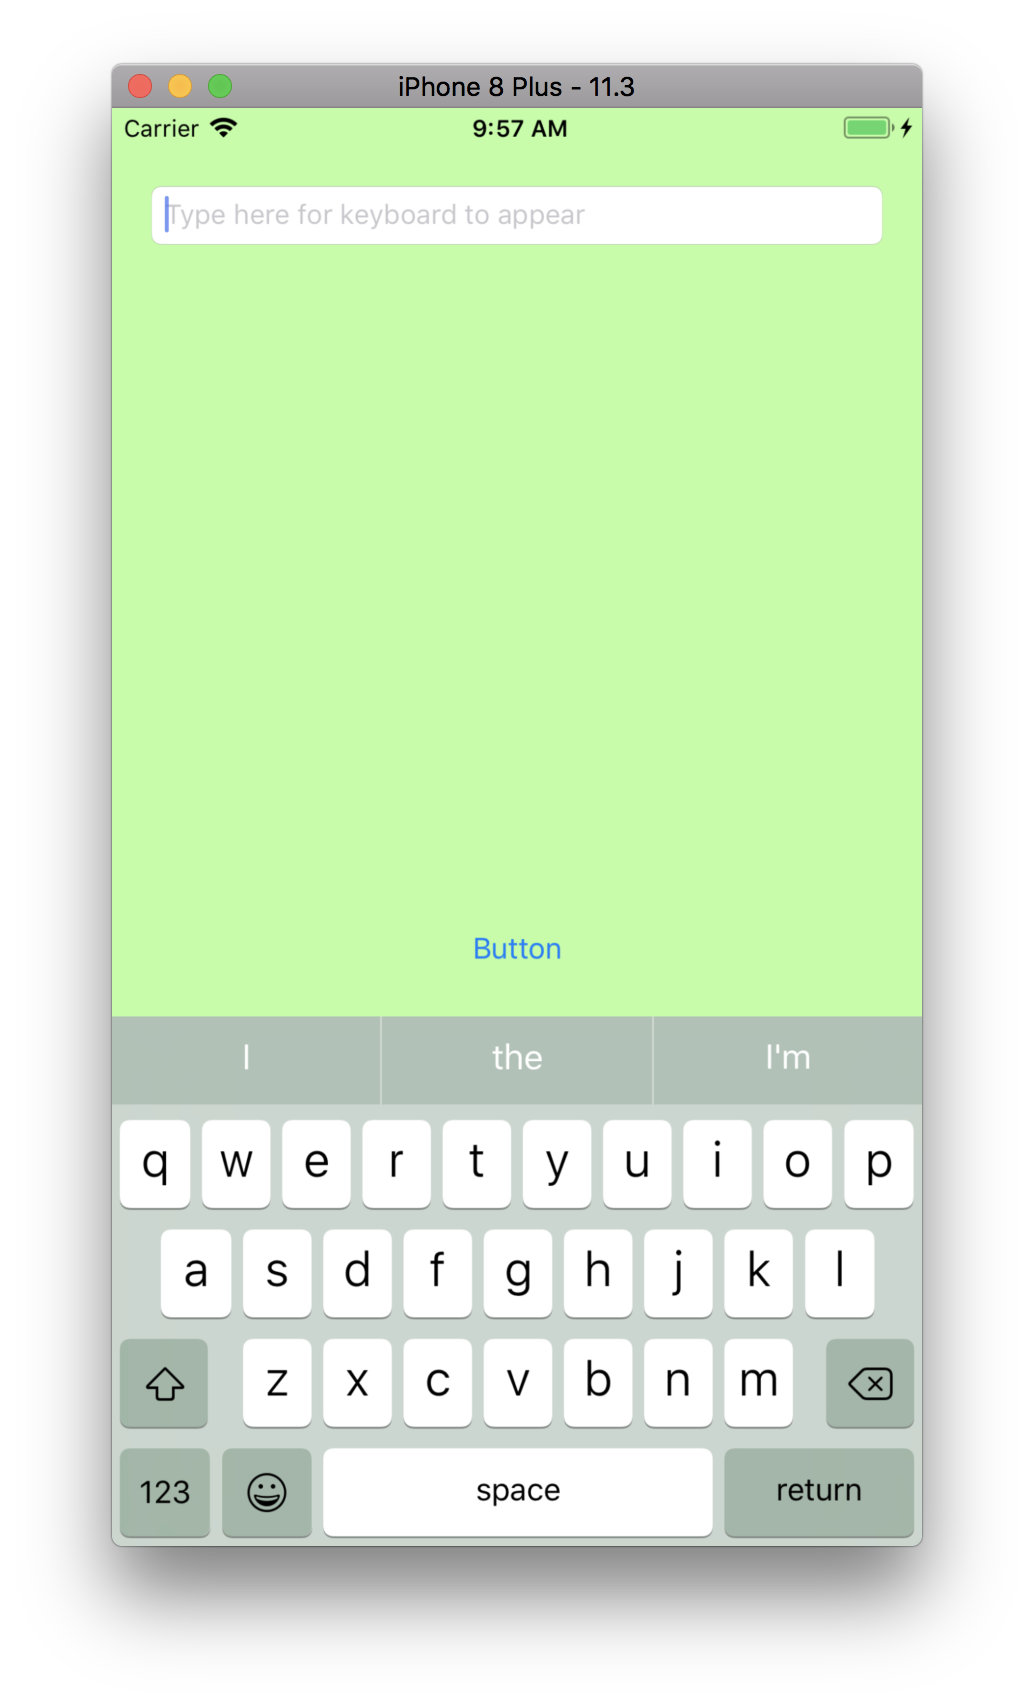 iPhone 8 Plus - 11.3
Carrier 9:57 AM
Type here for keyboard to appear
Button
I the I'm
q w e r t y u i o p
a s d f g h j k l
z x c v b n m
123 space return